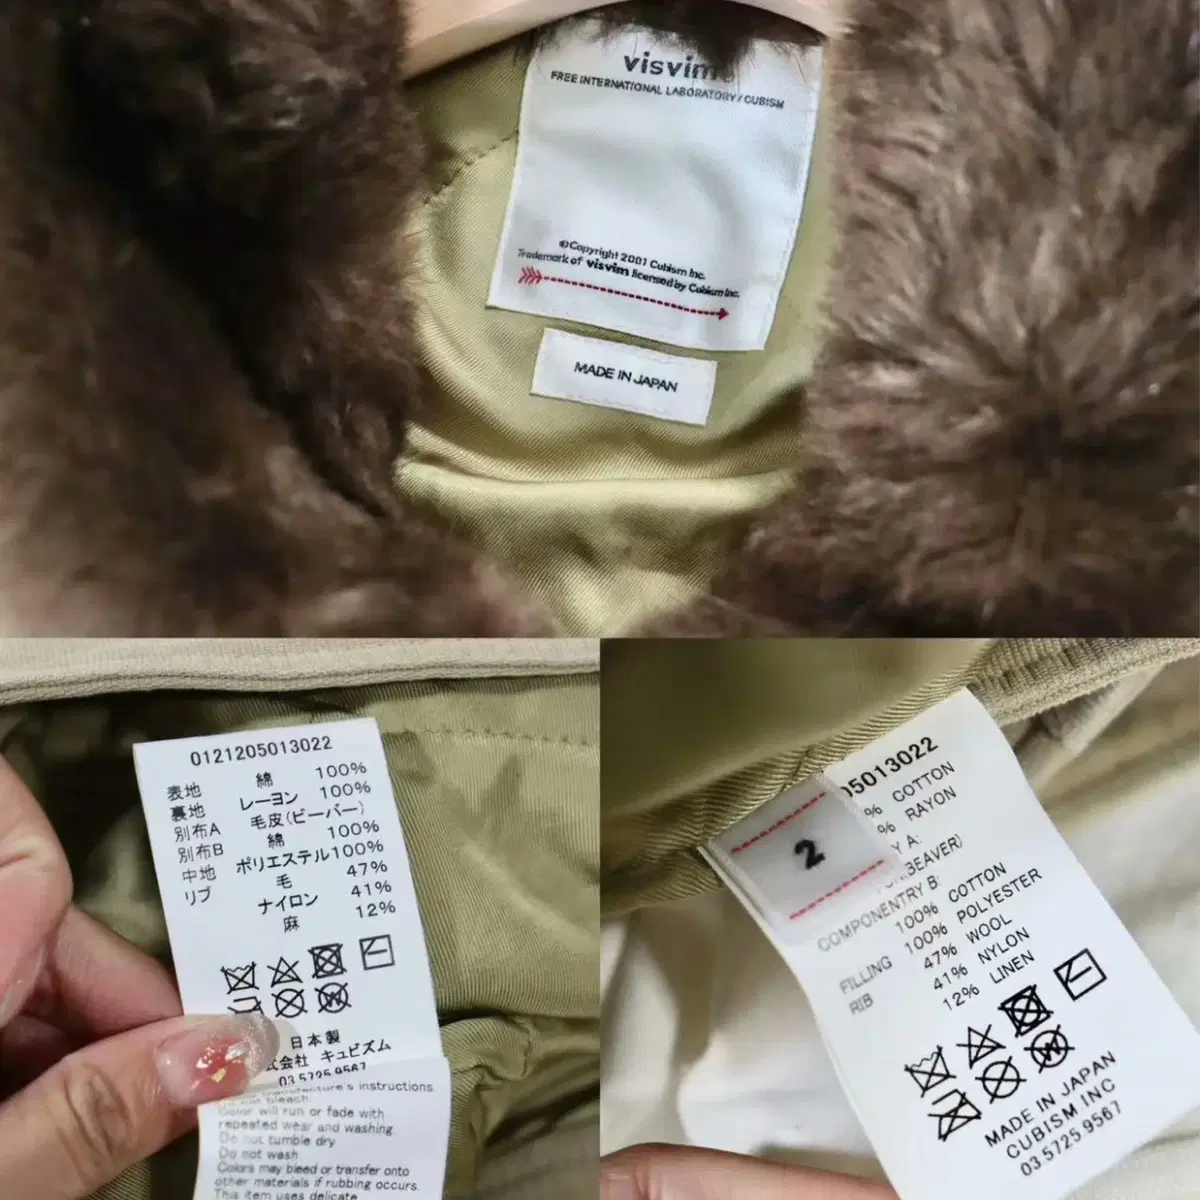 visvim
FREE INTERNATIONAL LABORATORY / CUBISM
©Copyright 2001 Cubism Inc.
Trademark of visvim licensed by Cubism Inc.
MADE IN JAPAN
0121205013022
表地 綿 100%
裏地 レーヨン 100%
別布A 毛皮(ビーバー)
別布B 綿 100%
中地 ポリエステル100%
リブ 毛 47%
ナイロン 41%
麻 12%
日本製
会社 キュビズム
03 5725 9567
manufacture's instructions.
bleach.
Color will run or fade with
repeated wear and washing.
Do not tumble dry
Do not wash
Colors may bleed or transfer onto
other materials if rubbing occurs.
This item uses delicate
05013022
% COTTON
% RAYON
Y A:
(BEAVER)
COMPONENTRY B:
100% COTTON
FILLING 100% POLYESTER
RIB 47% WOOL
41% NYLON
12% LINEN
2
W
W
MADE IN JAPAN
CUBISM INC
03 5725 9567